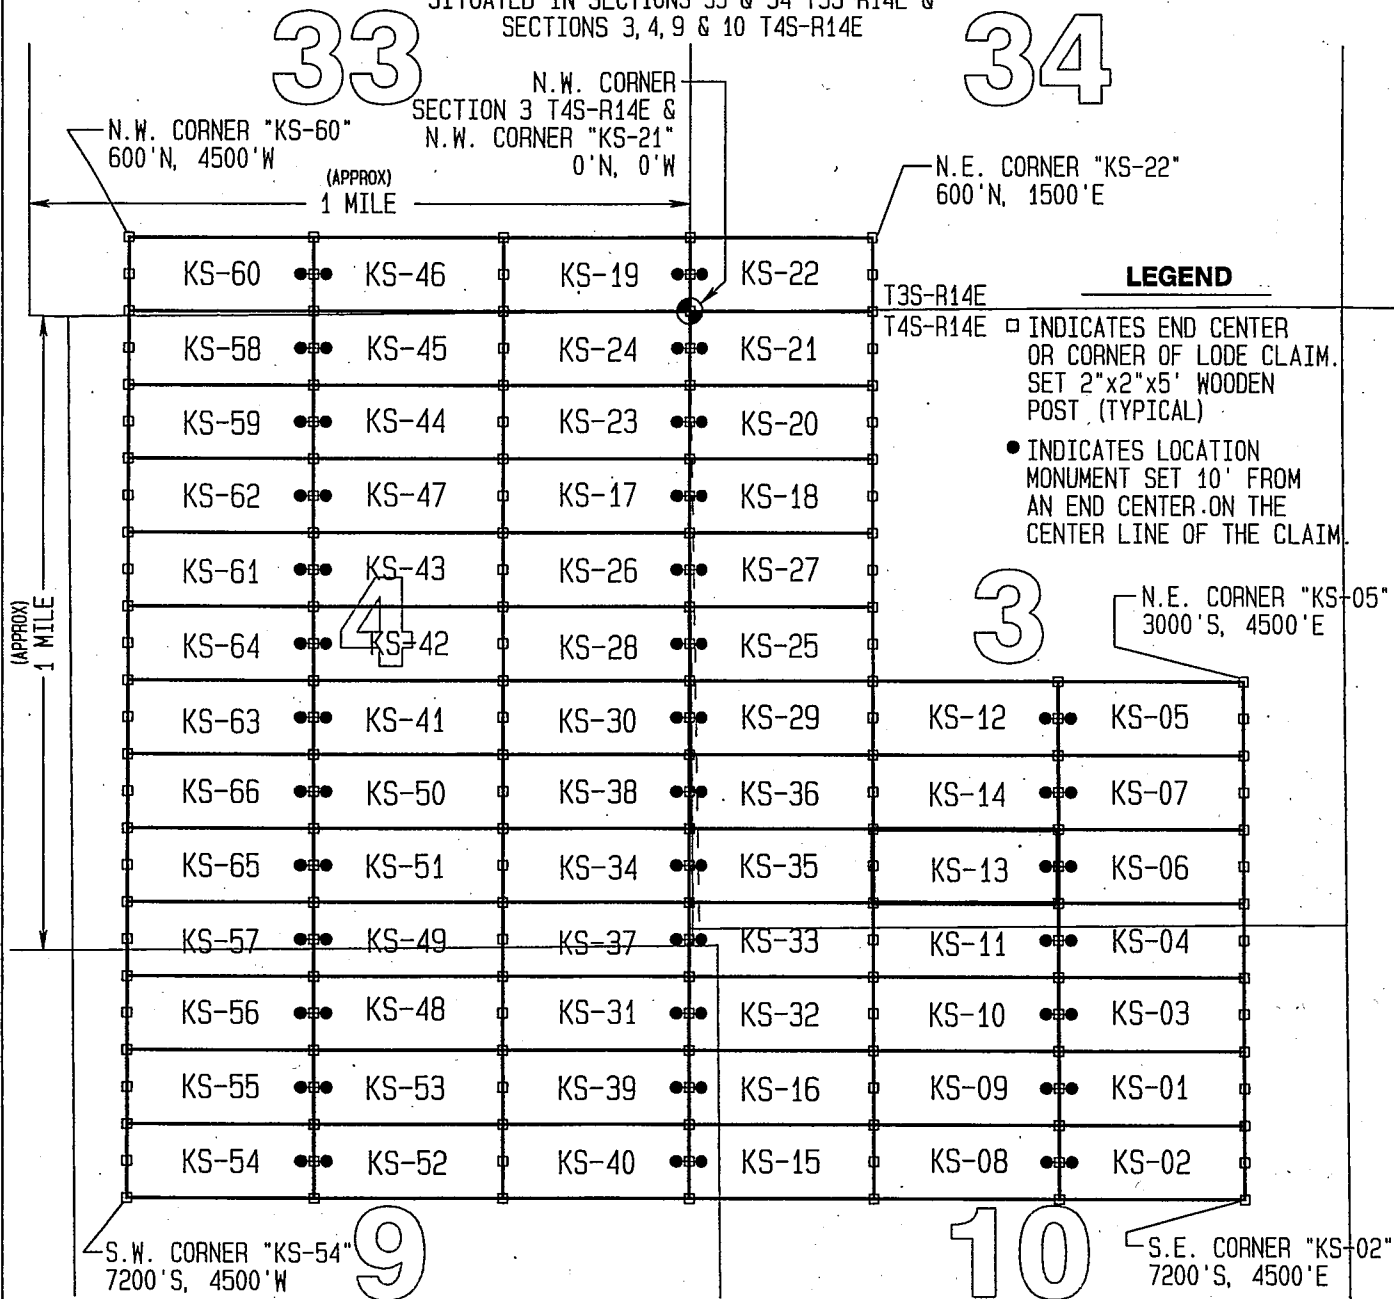 SITUATED IN SECTIONS 33 & 34 T3S-R14E &
SECTIONS 3, 4, 9 & 10 T4S-R14E
33
34
N.W. CORNER
SECTION 3 T4S-R14E &
N.W. CORNER "KS-21"
0'N, 0'W
N.W. CORNER "KS-60"
600'N, 4500'W
(APPROX)
1 MILE
N.E. CORNER "KS-22"
600'N, 1500'E
KS-60 KS-46 KS-19 KS-22
T3S-R14E
T4S-R14E
LEGEND
INDICATES END CENTER
OR CORNER OF LODE CLAIM.
SET 2"x2"x5' WOODEN
POST (TYPICAL)
INDICATES LOCATION
MONUMENT SET 10' FROM
AN END CENTER ON THE
CENTER LINE OF THE CLAIM.
KS-58 KS-45 KS-24 KS-21
KS-59 KS-44 KS-23 KS-20
KS-62 KS-47 KS-17 KS-18
KS-61 KS-43 KS-26 KS-27
4
3
N.E. CORNER "KS-05"
3000'S, 4500'E
(APPROX)
1 MILE
KS-64 KS-42 KS-28 KS-25
KS-63 KS-41 KS-30 KS-29 KS-12 KS-05
KS-66 KS-50 KS-38 KS-36 KS-14 KS-07
KS-65 KS-51 KS-34 KS-35 KS-13 KS-06
KS-57 KS-49 KS-37 KS-33 KS-11 KS-04
KS-56 KS-48 KS-31 KS-32 KS-10 KS-03
KS-55 KS-53 KS-39 KS-16 KS-09 KS-01
KS-54 KS-52 KS-40 KS-15 KS-08 KS-02
S.W. CORNER "KS-54"
7200'S, 4500'W
9
10
S.E. CORNER "KS-02"
7200'S, 4500'E